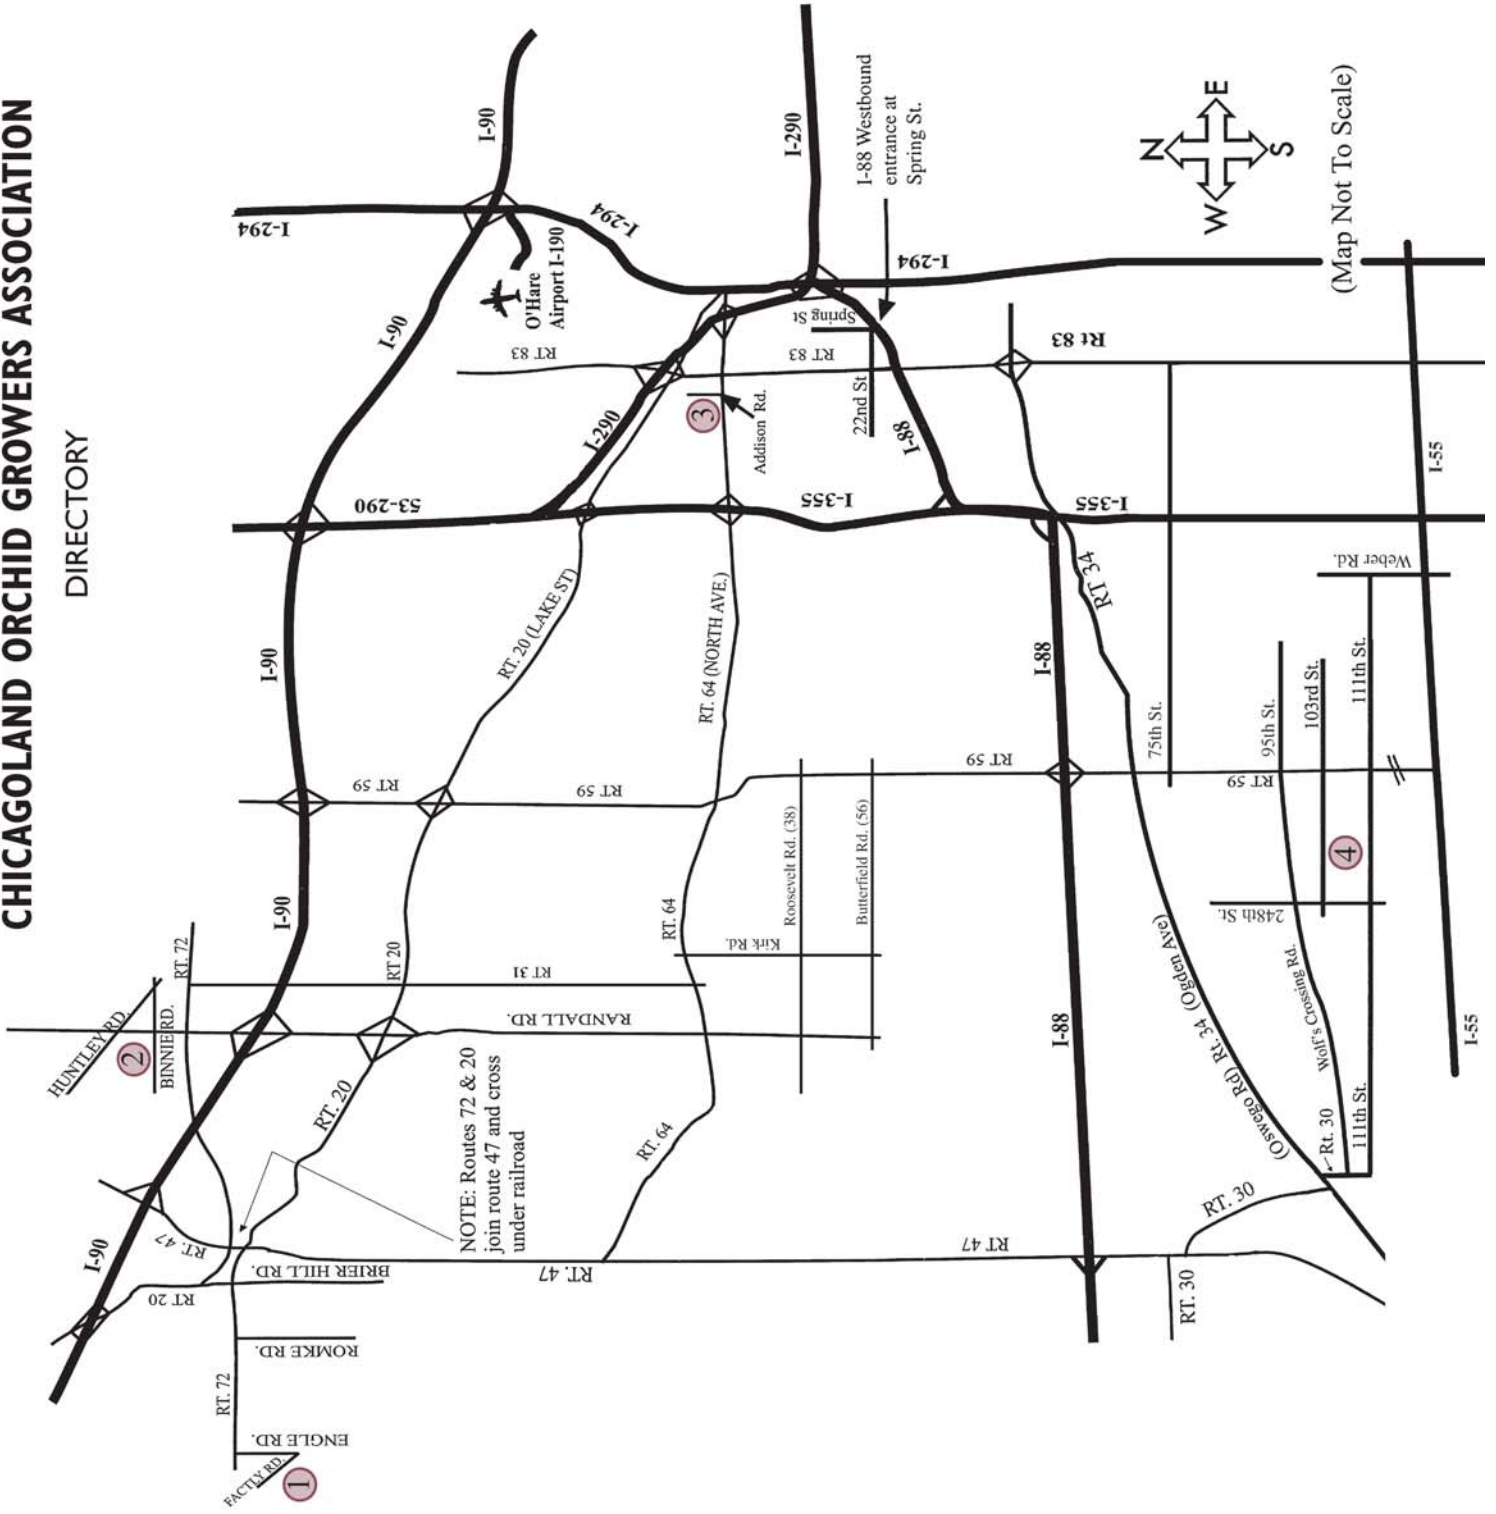 CHICAGOLAND ORCHID GROWERS ASSOCIATION
DIRECTORY
I-90
I-294
I-90
I-294
O'Hare
Airport I-190
I-290
I-88 Westbound
entrance at
Spring St.
I-294
N
W E
S
(Map Not To Scale)
RT 83
RT 83
Spring St
Rt 83
22nd St
3
Addison Rd.
I-290
I-88
53-290
I-355
I-355
I-55
I-90
RT. 20 (LAKE ST)
RT. 64 (NORTH AVE.)
RT 34
Weber Rd.
I-88
75th St.
95th St.
103rd St.
111th St.
RT 59
RT 59
RT 59
RT 59
Roosevelt Rd. (38)
Butterfield Rd. (56)
4
248th St.
I-90
RT. 72
RT 20
RT. 64
Kirk Rd.
RT 31
RANDALL RD.
HUNTLEY RD.
BINNIE RD.
2
I-88
(Oswego Rd) Rt. 34 (Ogden Ave)
Wolf's Crossing Rd.
I-55
RT. 20
RT. 64
Rt. 30
111th St.
NOTE: Routes 72 & 20
join route 47 and cross
under railroad
I-90
RT. 47
RT. 47
RT 47
RT. 30
RT. 30
BRIER HILL RD.
RT 20
ROMKE RD.
RT. 72
ENGLE RD.
FACTLY RD.
1